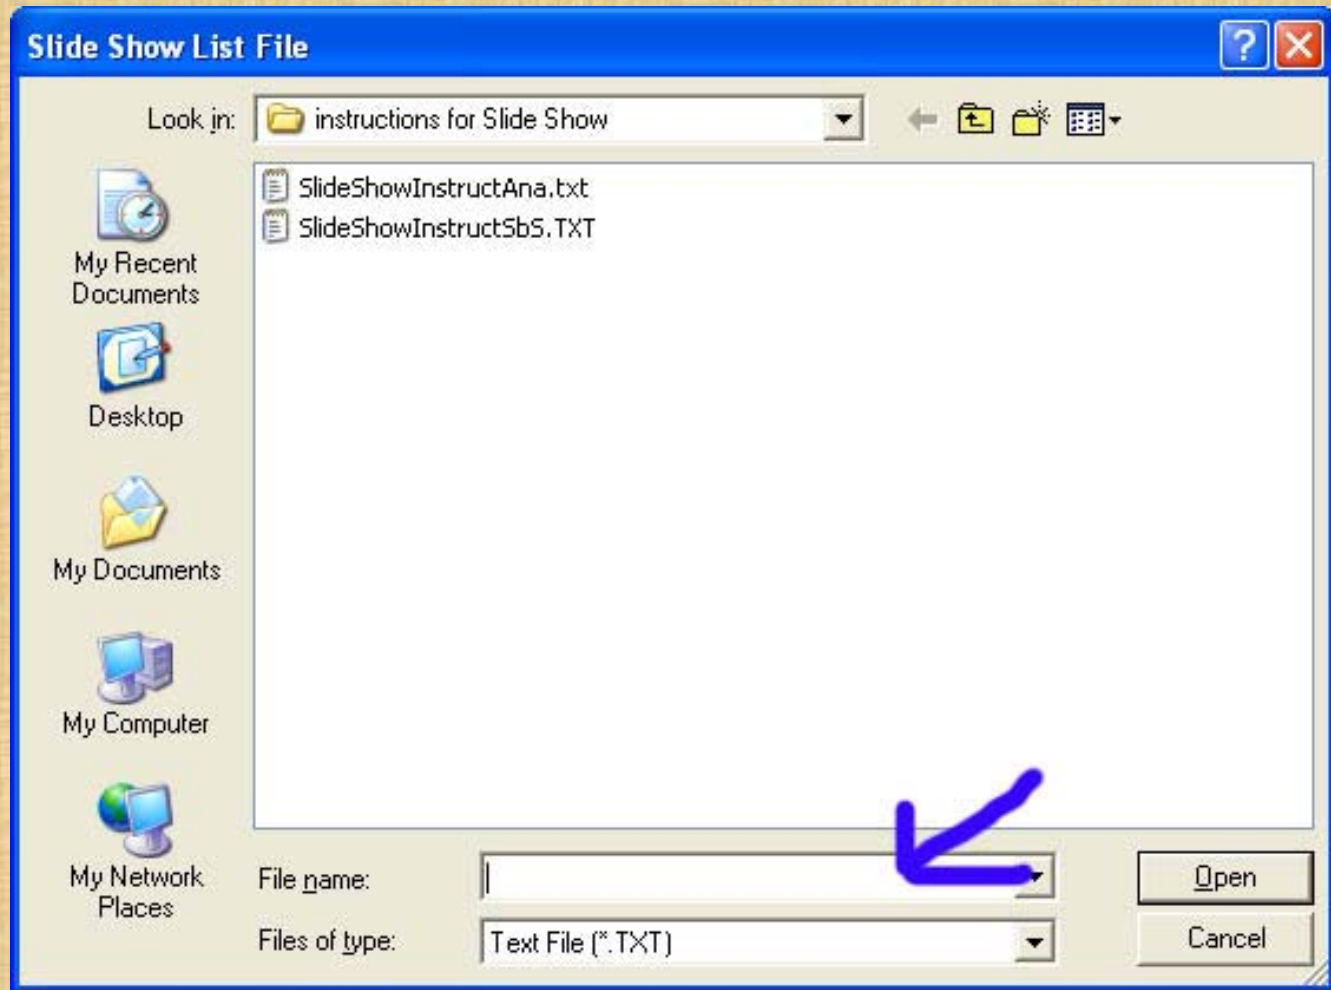 Slide Show List File
Look in:
instructions for Slide Show
SlideShowInstructAna.txt
SlideShowInstructSbS.TXT
My Recent
Documents
Desktop
My Documents
My Computer
My Network
Places
File name:
Open
Files of type:
Text File (*.TXT)
Cancel